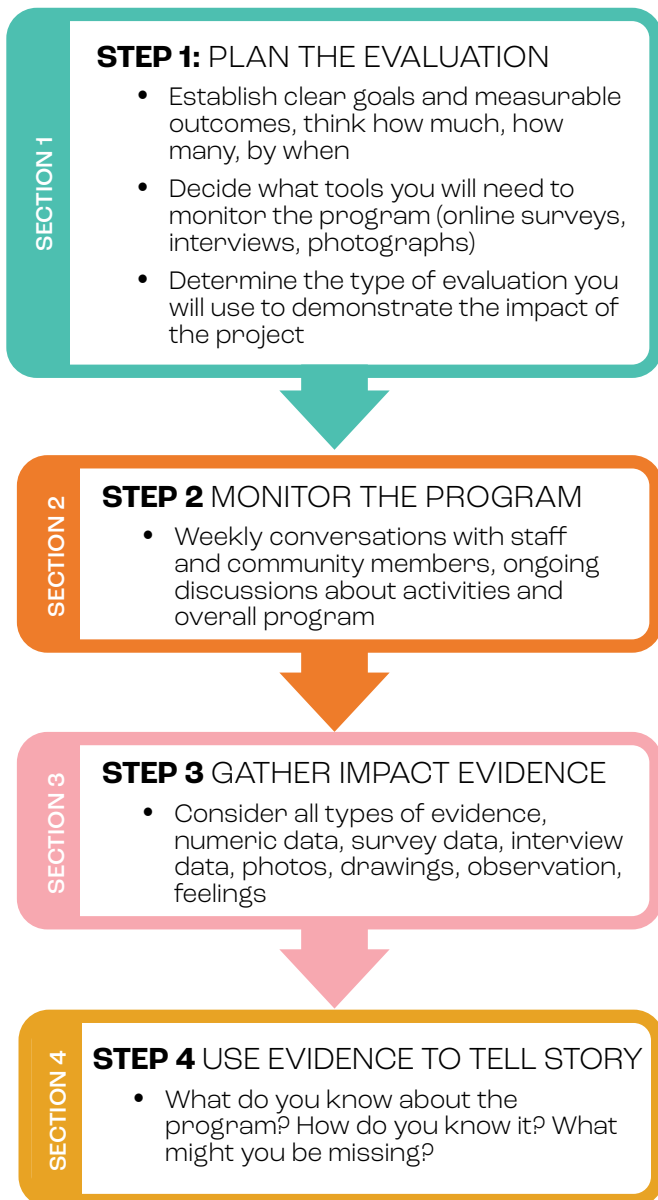 SECTION 1
STEP 1: PLAN THE EVALUATION
• Establish clear goals and measurable
outcomes, think how much, how
many, by when
• Decide what tools you will need to
monitor the program (online surveys,
interviews, photographs)
• Determine the type of evaluation you
will use to demonstrate the impact of
the project
SECTION 2
STEP 2 MONITOR THE PROGRAM
• Weekly conversations with staff
and community members, ongoing
discussions about activities and
overall program
SECTION 3
STEP 3 GATHER IMPACT EVIDENCE
• Consider all types of evidence,
numeric data, survey data, interview
data, photos, drawings, observation,
feelings
SECTION 4
STEP 4 USE EVIDENCE TO TELL STORY
• What do you know about the
program? How do you know it? What
might you be missing?